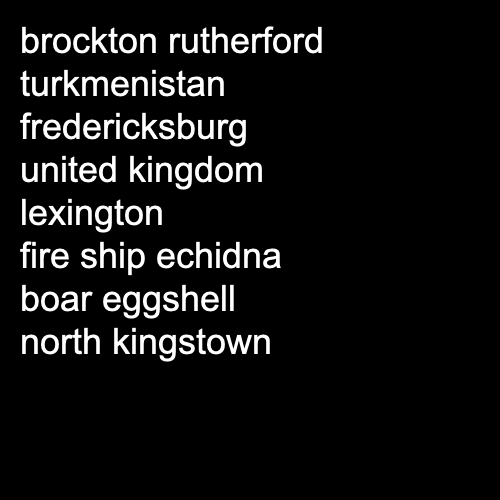 brockton rutherford
turkmenistan
fredericksburg
united kingdom
lexington
fire ship echidna
boar eggshell
north kingstown